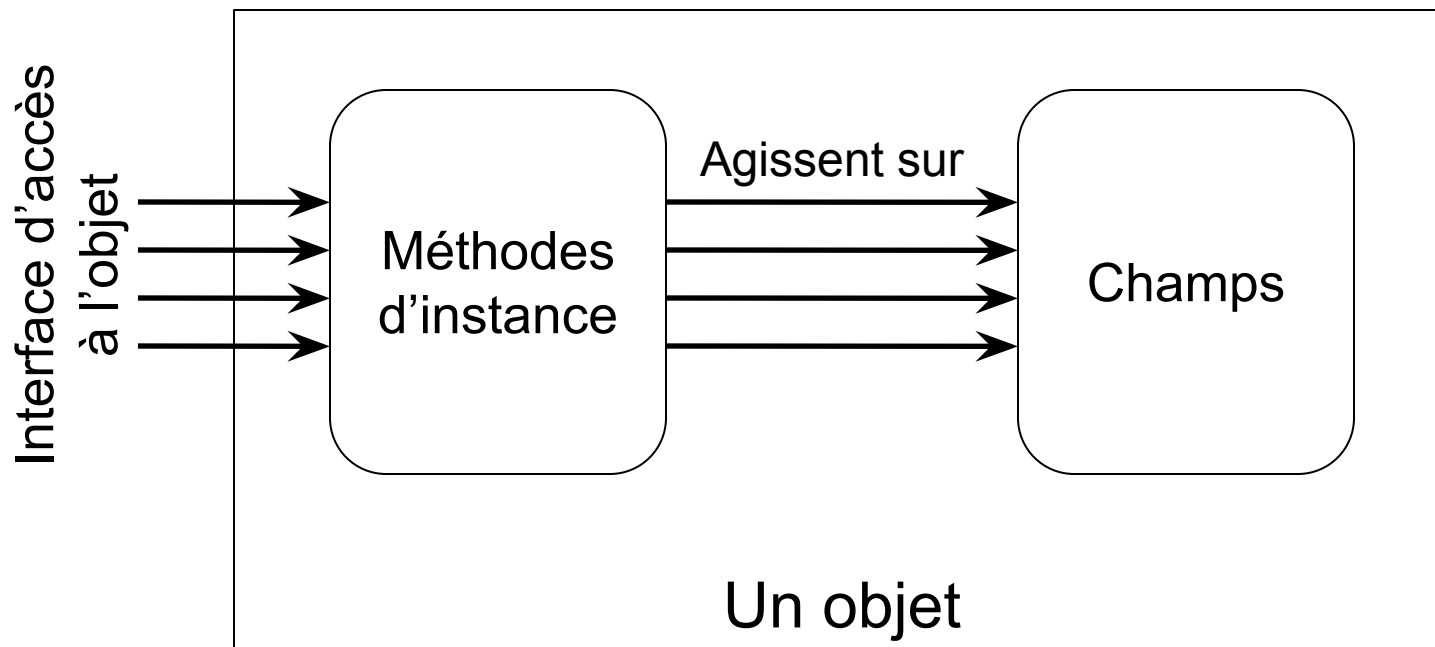 Interface d’accès
à l’objet
Agissent sur
Méthodes
d’instance
Champs
Un objet